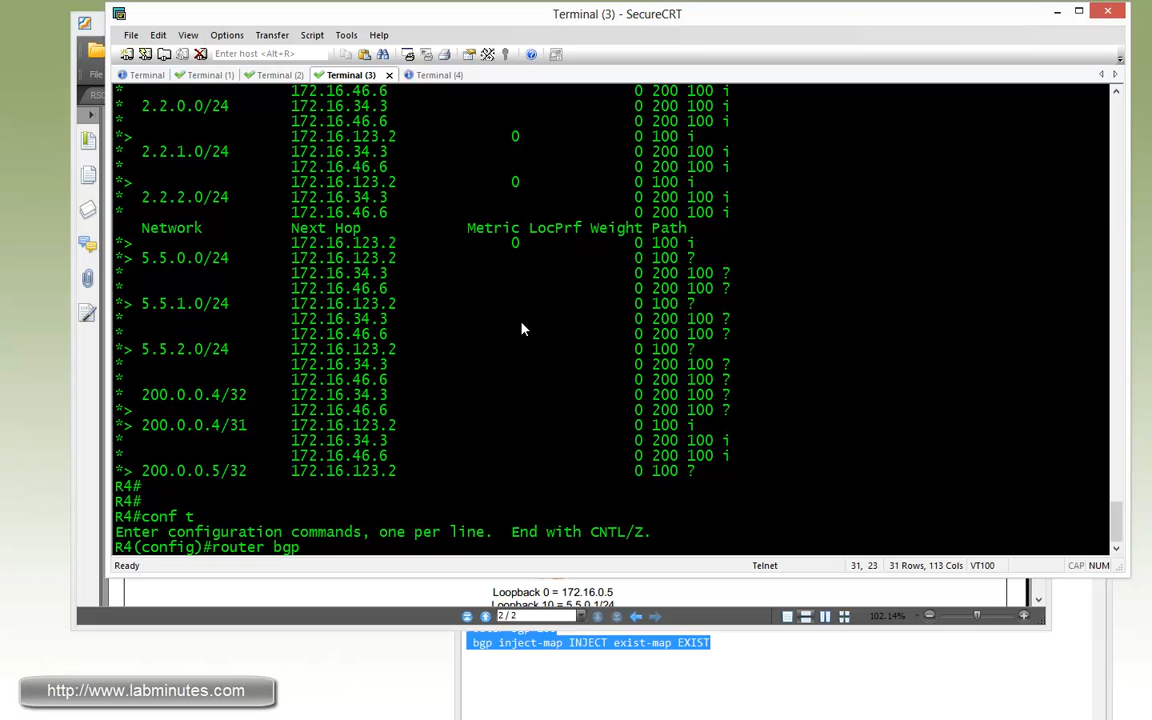 Terminal (3) - SecureCRT
File Edit View Options Transfer Script Tools Help
Enter host <Alt+R>
File
Terminal Terminal (1) Terminal (2) Terminal (3) Terminal (4)
* 172.16.46.6 0 200 100 i
* 2.2.0.0/24 172.16.34.3 0 200 100 i
* 172.16.46.6 0 200 100 i
*> 172.16.123.2 0 0 100 i
* 2.2.1.0/24 172.16.34.3 0 200 100 i
* 172.16.46.6 0 200 100 i
*> 172.16.123.2 0 0 100 i
* 2.2.2.0/24 172.16.34.3 0 200 100 i
* 172.16.46.6 0 200 100 i
Network Next Hop Metric LocPrf Weight Path
*> 172.16.123.2 0 0 100 i
*> 5.5.0.0/24 172.16.123.2 0 100 ?
* 172.16.34.3 0 200 100 ?
* 172.16.46.6 0 200 100 ?
*> 5.5.1.0/24 172.16.123.2 0 100 ?
* 172.16.34.3 0 200 100 ?
* 172.16.46.6 0 200 100 ?
*> 5.5.2.0/24 172.16.123.2 0 100 ?
* 172.16.34.3 0 200 100 ?
* 172.16.46.6 0 200 100 ?
* 200.0.0.4/32 172.16.34.3 0 200 100 ?
*> 172.16.46.6 0 200 100 ?
*> 200.0.0.4/31 172.16.123.2 0 100 i
* 172.16.34.3 0 200 100 i
* 172.16.46.6 0 200 100 i
*> 200.0.0.5/32 172.16.123.2 0 100 ?
R4#
R4#
R4#conf t
Enter configuration commands, one per line. End with CNTL/Z.
R4(config)#router bgp
Ready Telnet 31, 23 31 Rows, 113 Cols VT100 CAP NUM
Loopback 0 = 172.16.0.5
Loopback 10 = 5.5.0.1/24
2 / 2 102.14%
bgp inject-map INJECT exist-map EXIST
http://www.labminutes.com